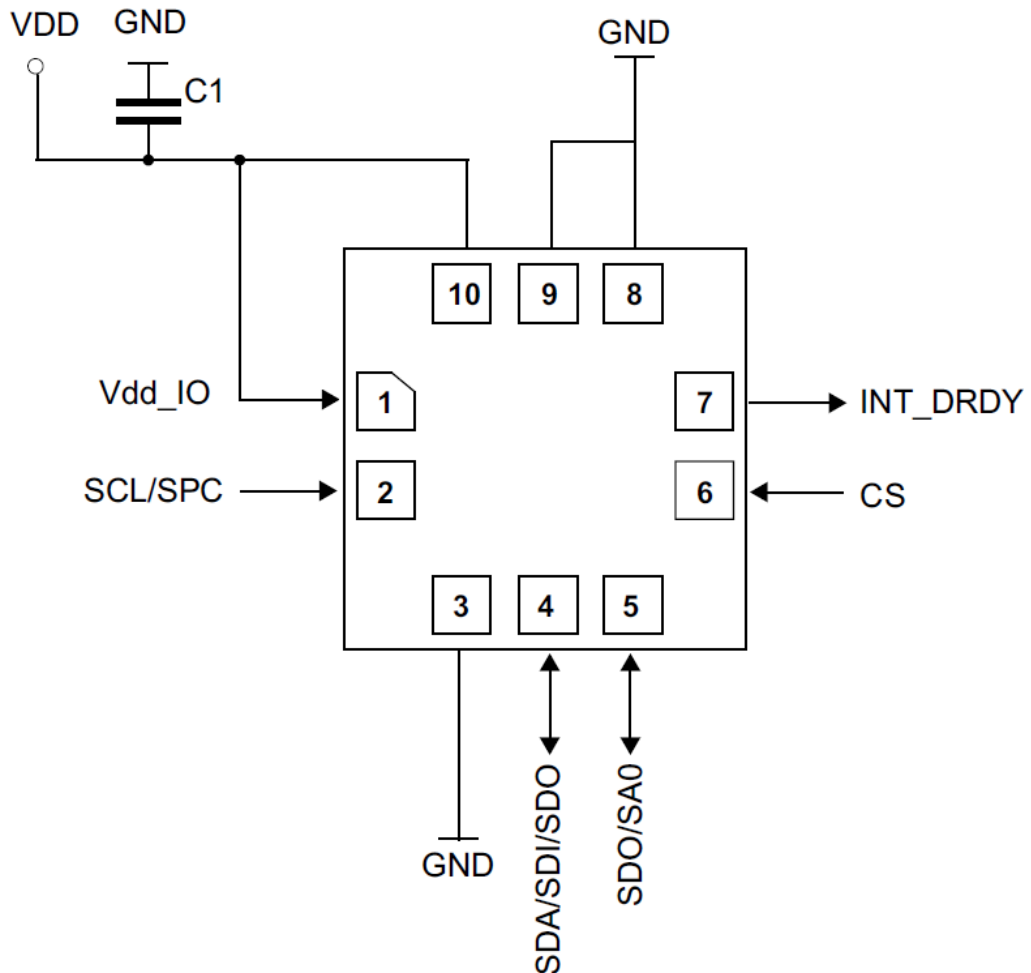 VDD
GND
GND
C1
10
9
8
Vdd_IO
1
7
INT_DRDY
SCL/SPC
2
6
CS
3
4
5
GND
SDA/SDI/SDO
SDO/SA0